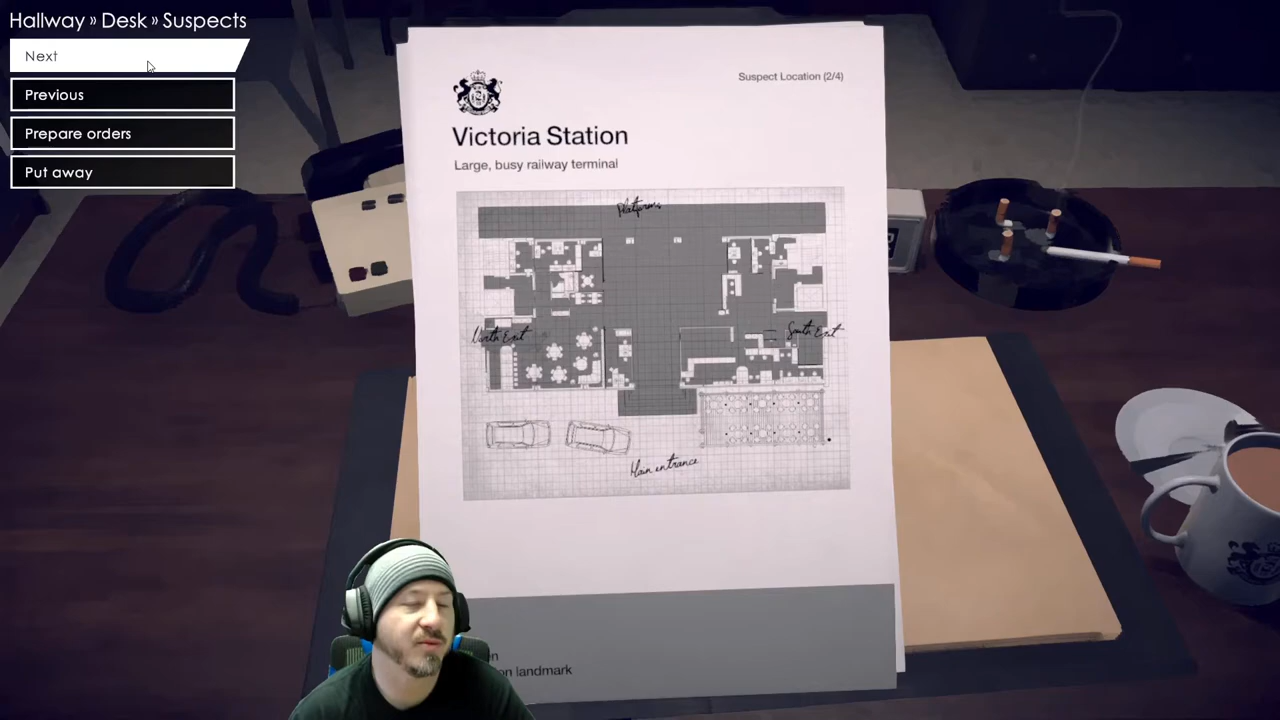 Hallway » Desk » Suspects
Next
Previous
Prepare orders
Put away
Suspect Location (2/4)
Victoria Station
Large, busy railway terminal
Platforms
North Exit
South Exit
Main entrance
landmark